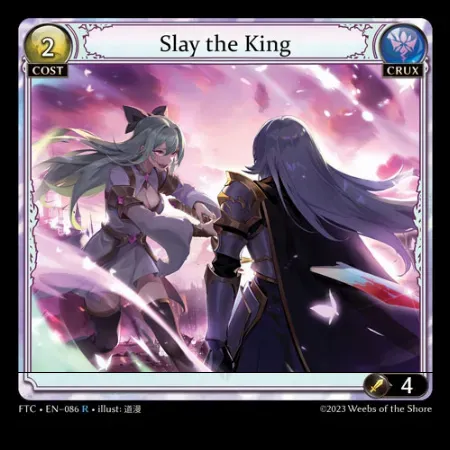 2
Slay the King
COST
CRUX
4
FTC • EN–086 R • illust: 道漫
©2023 Weebs of the Shore